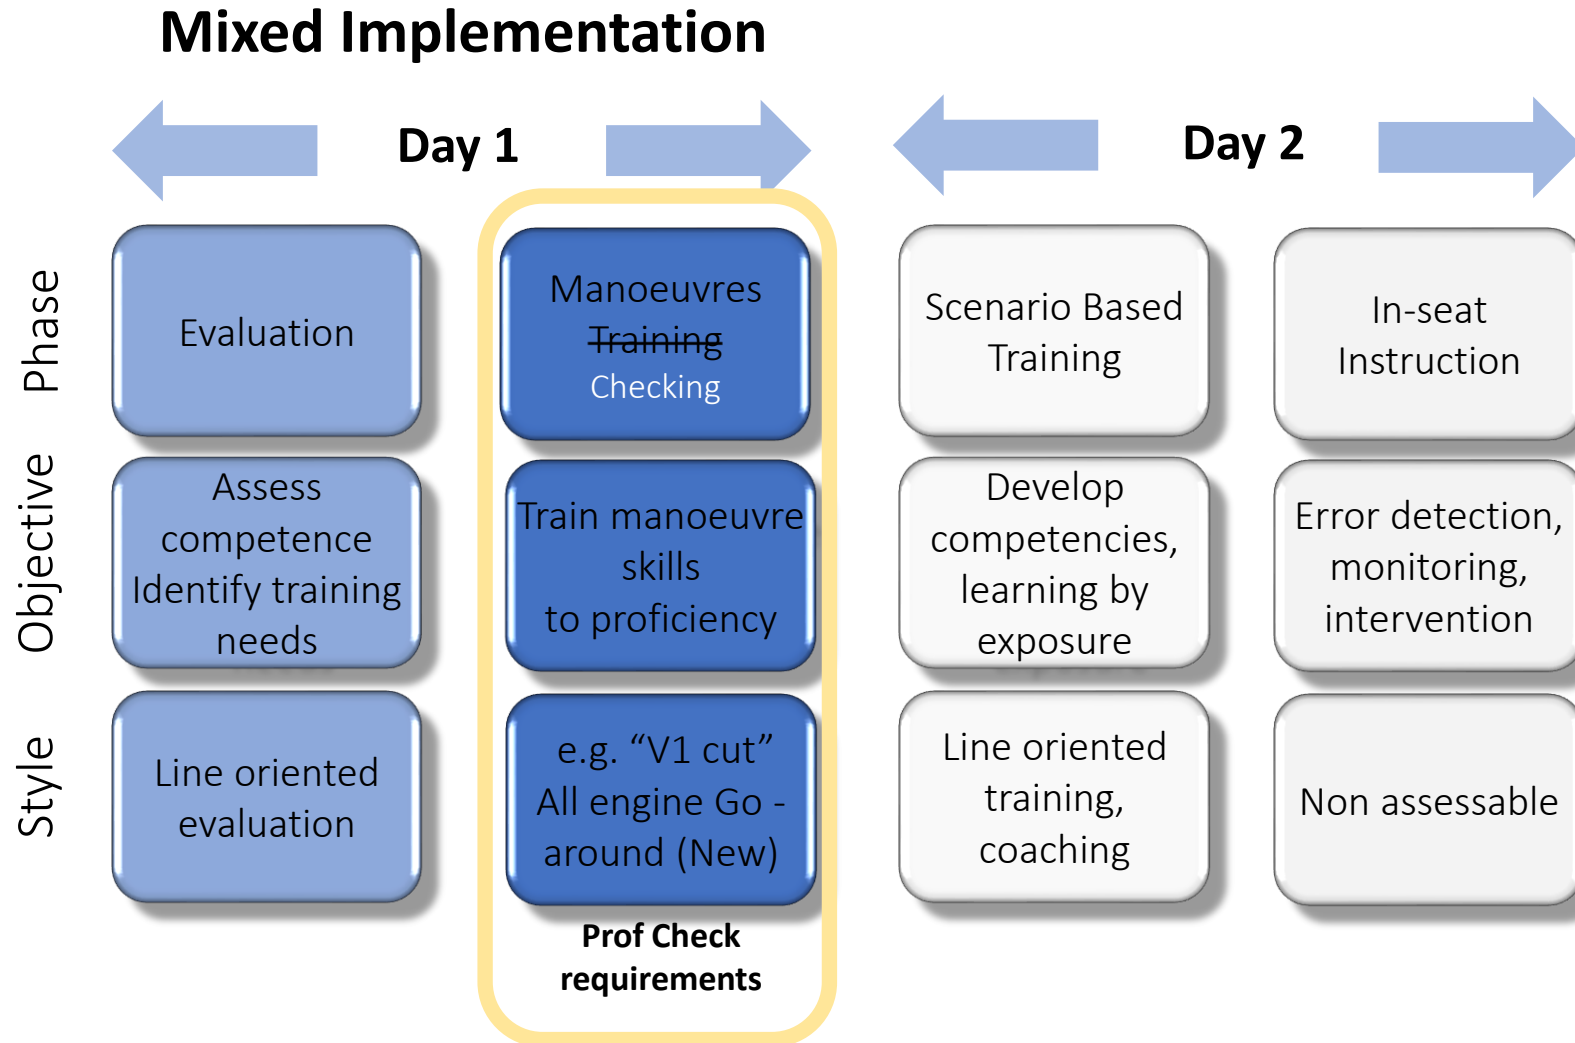 Mixed Implementation
Day 1
Day 2
Phase
Evaluation
Manoeuvres
Training
Checking
Scenario Based
Training
In-seat
Instruction
Objective
Assess
competence
Identify training
needs
Train manoeuvre
skills
to proficiency
Develop
competencies,
learning by
exposure
Error detection,
monitoring,
intervention
Style
Line oriented
evaluation
e.g. “V1 cut”
All engine Go -
around (New)
Line oriented
training,
coaching
Non assessable
Prof Check
requirements